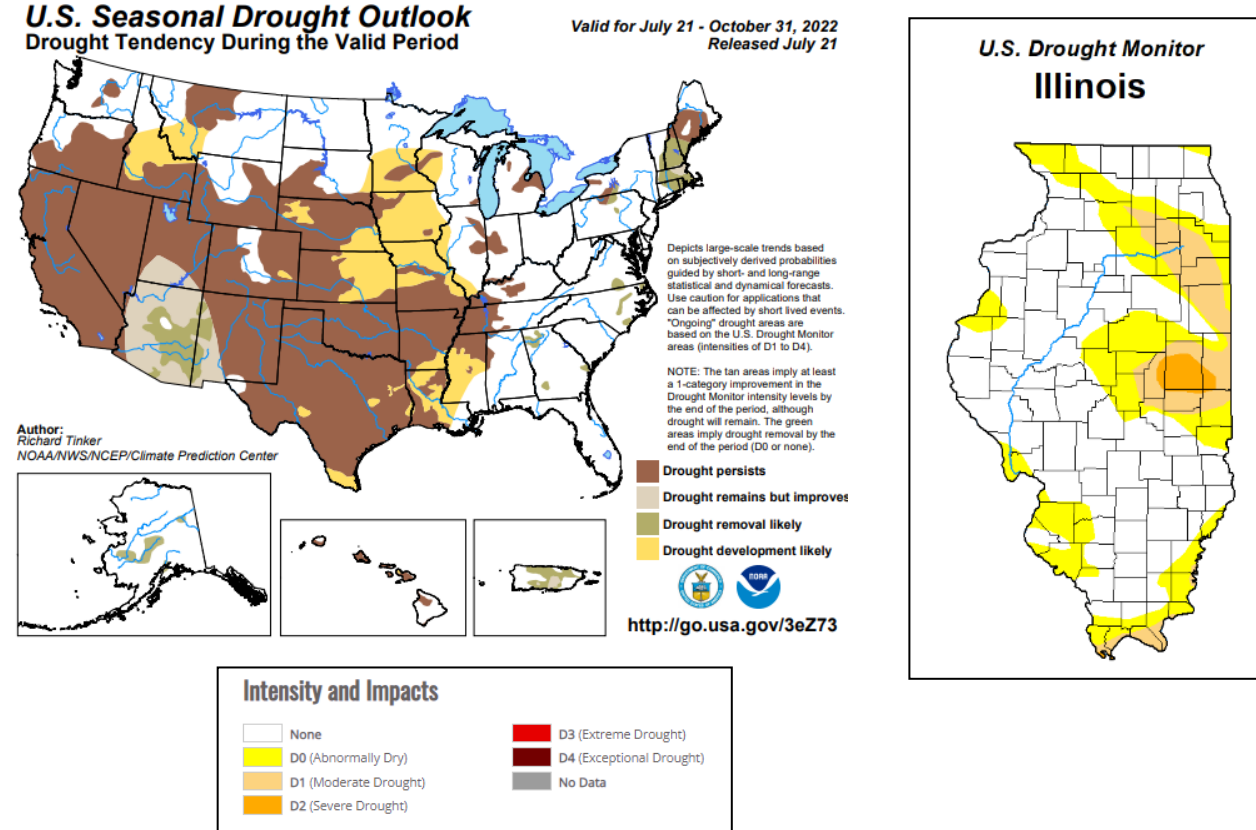 U.S. Seasonal Drought Outlook
Drought Tendency During the Valid Period
Valid for July 21 - October 31, 2022
Released July 21
Depicts large-scale trends based
on subjectively derived probabilities
guided by short- and long-range
statistical and dynamical forecasts.
Use caution for applications that
can be affected by short lived events.
"Ongoing" drought areas are
based on the U.S. Drought Monitor
areas (intensities of D1 to D4).
NOTE: The tan areas imply at least
a 1-category improvement in the
Drought Monitor intensity levels by
the end of the period, although
drought will remain. The green
areas imply drought removal by the
end of the period (D0 or none).
Author:
Richard Tinker
NOAA/NWS/NCEP/Climate Prediction Center
Drought persists
Drought remains but improves
Drought removal likely
Drought development likely
NOAA
http://go.usa.gov/3eZ73
U.S. Drought Monitor
Illinois
Intensity and Impacts
None
D0 (Abnormally Dry)
D1 (Moderate Drought)
D2 (Severe Drought)
D3 (Extreme Drought)
D4 (Exceptional Drought)
No Data